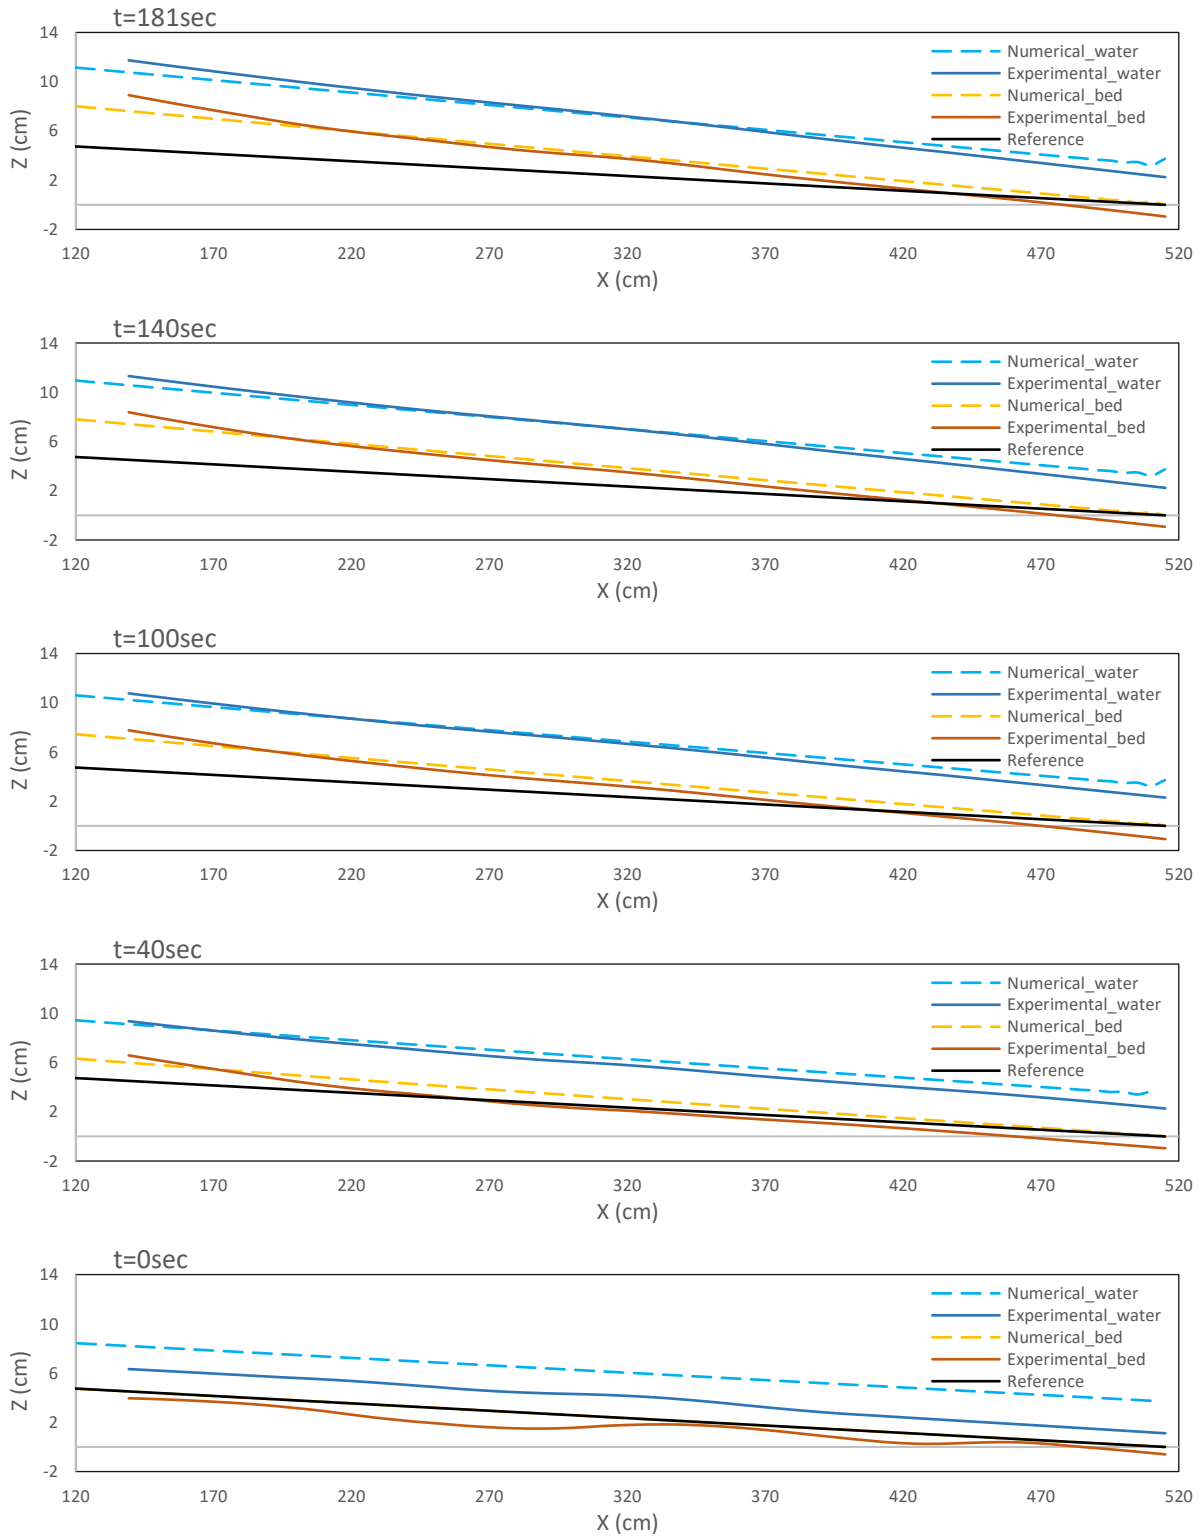 t=181sec
14
10
6
2
-2
Z (cm)
Numerical_water
Experimental_water
Numerical_bed
Experimental_bed
Reference
120 170 220 270 320 370 420 470 520
X (cm)
t=140sec
14
10
6
2
-2
Z (cm)
Numerical_water
Experimental_water
Numerical_bed
Experimental_bed
Reference
120 170 220 270 320 370 420 470 520
X (cm)
t=100sec
14
10
6
2
-2
Z (cm)
Numerical_water
Experimental_water
Numerical_bed
Experimental_bed
Reference
120 170 220 270 320 370 420 470 520
X (cm)
t=40sec
14
10
6
2
-2
Z (cm)
Numerical_water
Experimental_water
Numerical_bed
Experimental_bed
Reference
120 170 220 270 320 370 420 470 520
X (cm)
t=0sec
14
10
6
2
-2
Z (cm)
Numerical_water
Experimental_water
Numerical_bed
Experimental_bed
Reference
120 170 220 270 320 370 420 470 520
X (cm)